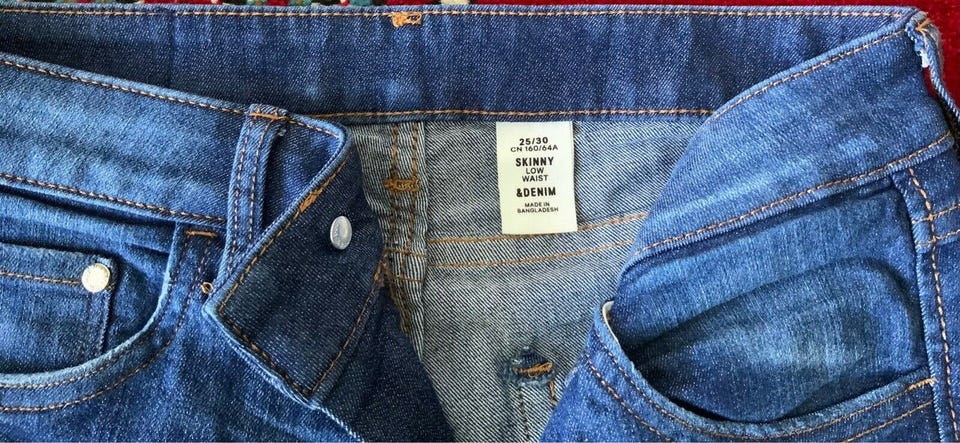 25/30
CN 160/64A
SKINNY
LOW
WAIST
&DENIM
MADE IN
BANGLADESH